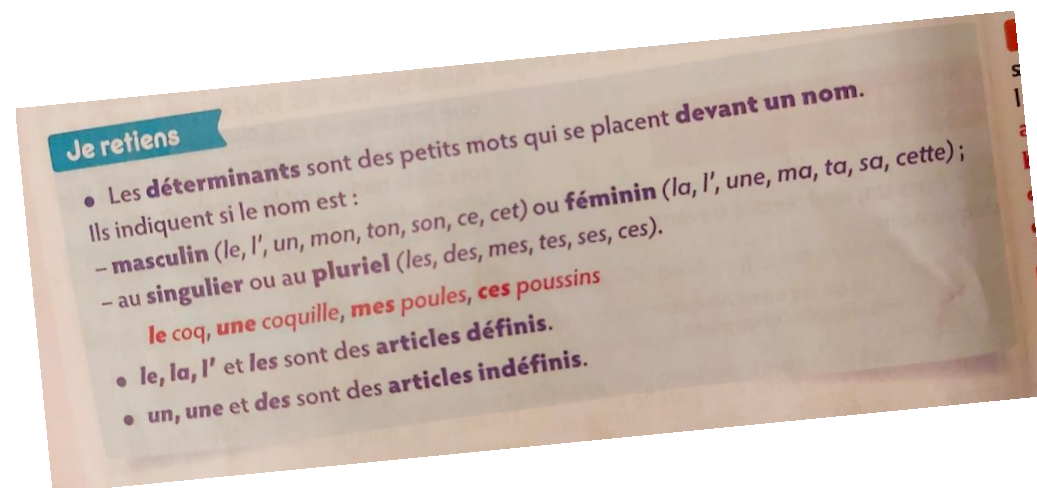 Je retiens
• Les déterminants sont des petits mots qui se placent devant un nom.
Ils indiquent si le nom est :
– masculin (le, l’, un, mon, ton, son, ce, cet) ou féminin (la, l’, une, ma, ta, sa, cette) ;
– au singulier ou au pluriel (les, des, mes, tes, ses, ces).
le coq, une coquille, mes poules, ces poussins
• le, la, l’ et les sont des articles définis.
• un, une et des sont des articles indéfinis.